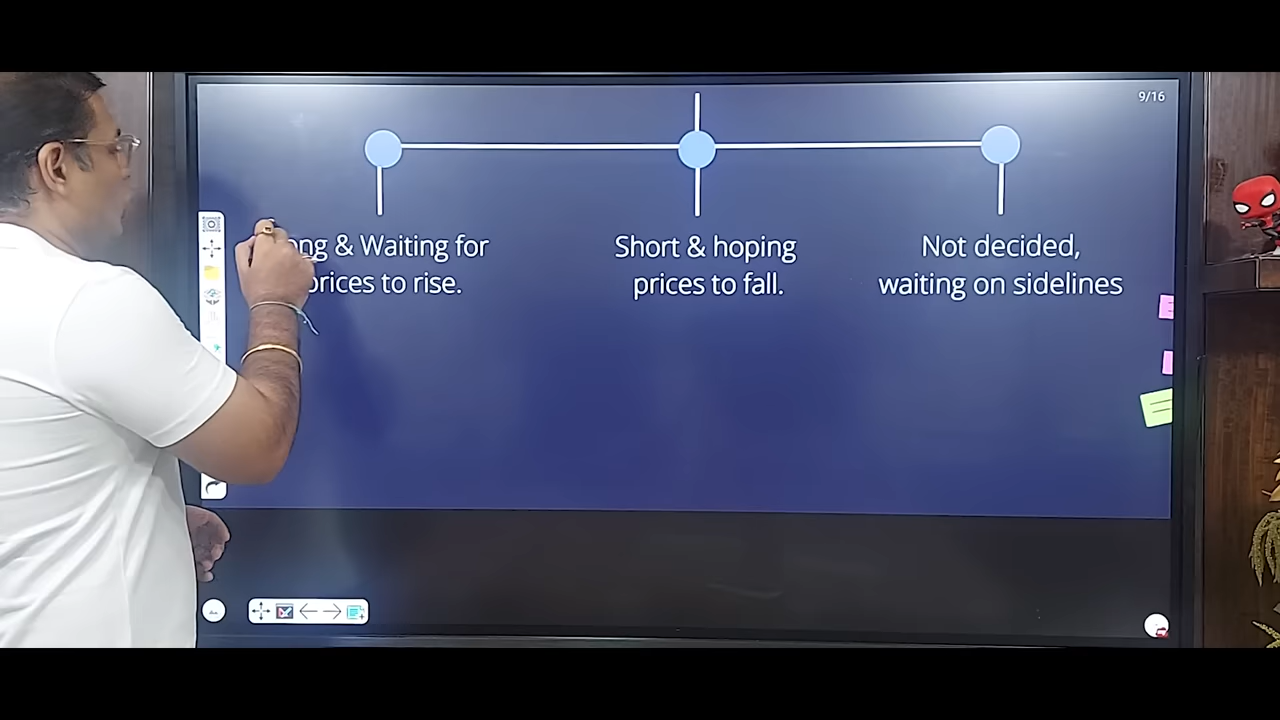 9/16
ong & Waiting for
prices to rise.
Short & hoping
prices to fall.
Not decided,
waiting on sidelines